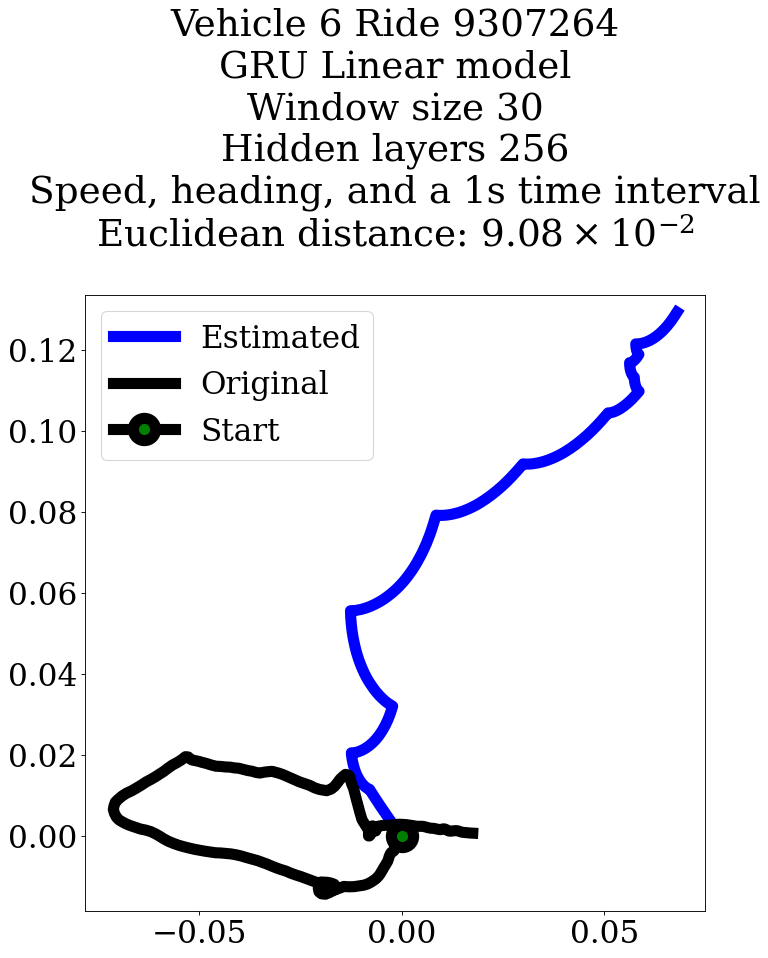 Vehicle 6 Ride 9307264
GRU Linear model
Window size 30
Hidden layers 256
Speed, heading, and a 1s time interval
Euclidean distance: 9.08 × 10⁻²
Estimated
Original
Start
0.12
0.10
0.08
0.06
0.04
0.02
0.00
−0.05 0.00 0.05